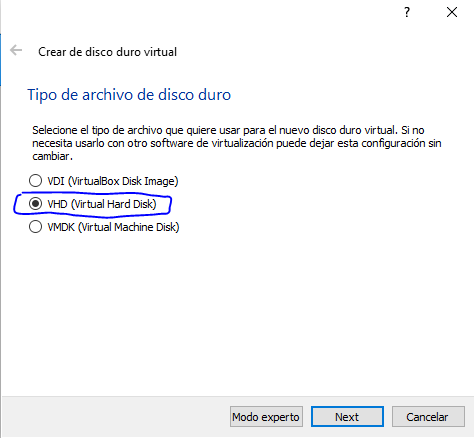 ?
Crear de disco duro virtual
Tipo de archivo de disco duro
Seleccione el tipo de archivo que quiere usar para el nuevo disco duro virtual. Si no
necesita usarlo con otro software de virtualización puede dejar esta configuración sin
cambiar.
VDI (VirtualBox Disk Image)
VHD (Virtual Hard Disk)
VMDK (Virtual Machine Disk)
Modo experto Next Cancelar